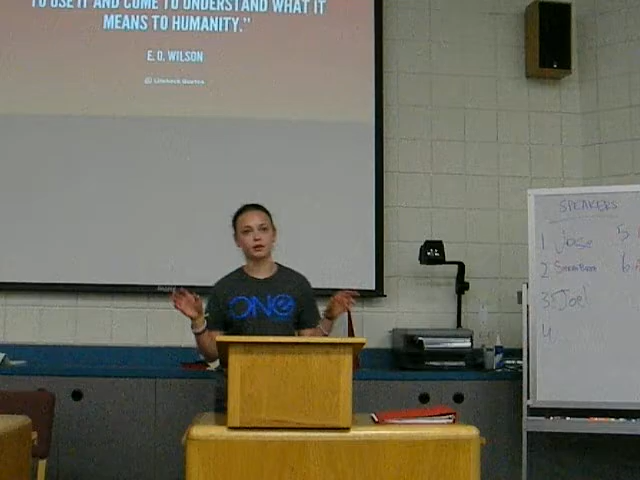 TO USE IT AND COME TO UNDERSTAND WHAT IT
MEANS TO HUMANITY."
E. O. WILSON
ONE
SPEAKERS
1 Jose
2
3 Joel
4
5